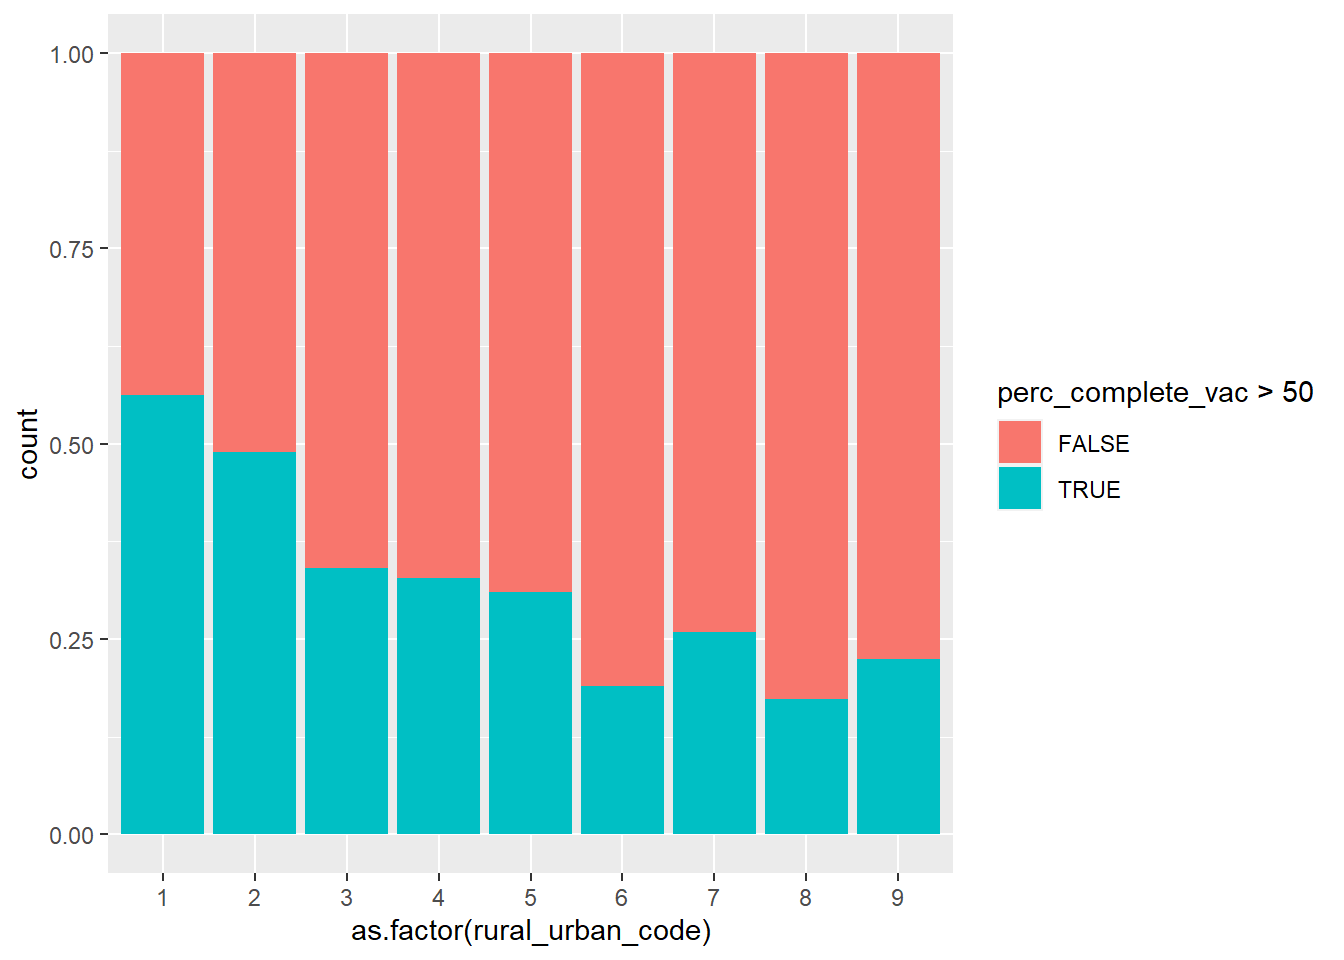 1.00
0.75
0.50
0.25
0.00
count
1 2 3 4 5 6 7 8 9
as.factor(rural_urban_code)
perc_complete_vac > 50
FALSE
TRUE